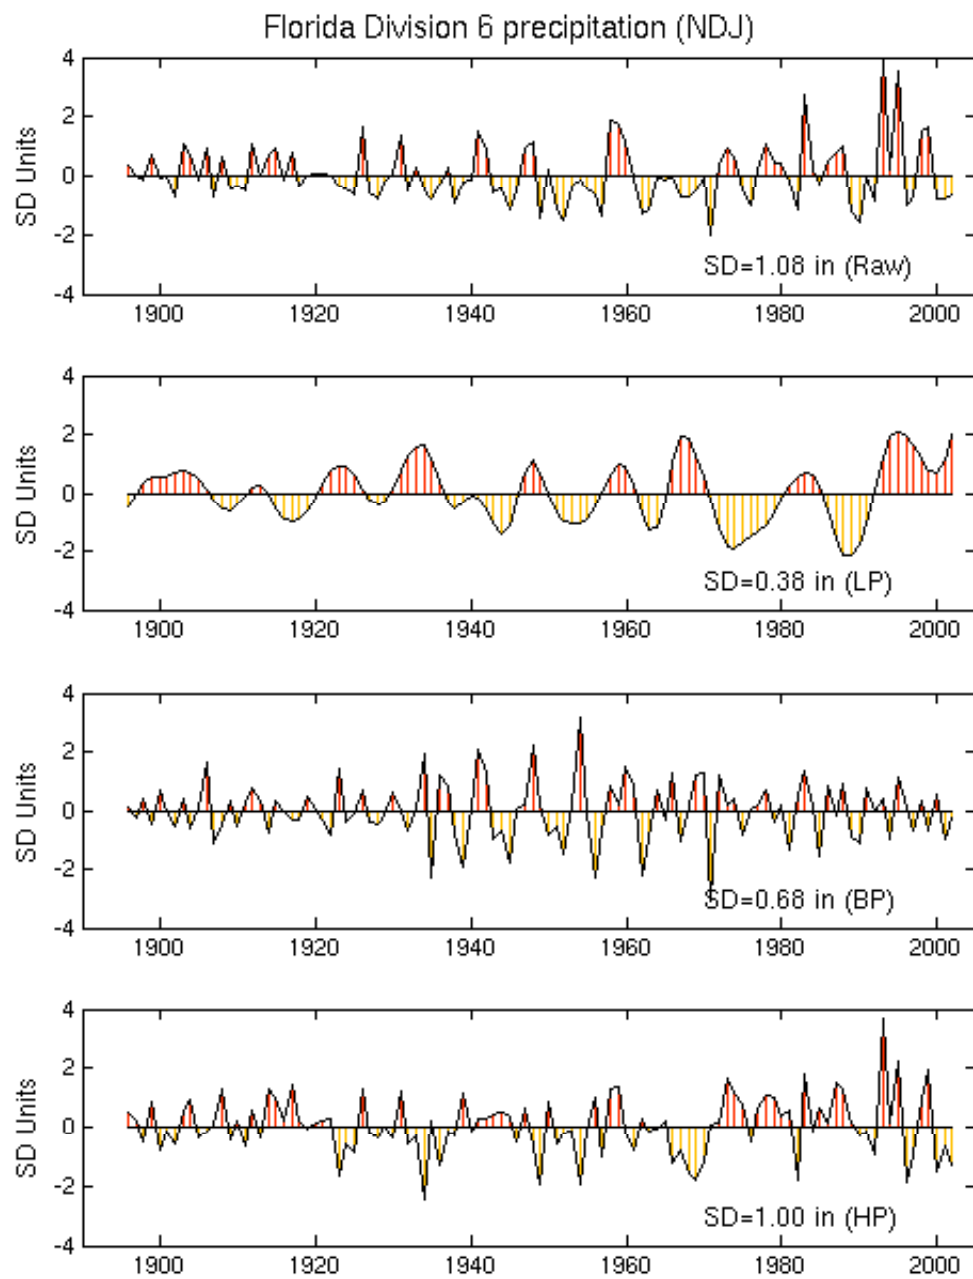 Florida Division 6 precipitation (NDJ)
4
2
0
-2
-4
SD Units
SD=1.08 in (Raw)
1900 1920 1940 1960 1980 2000
4
2
0
-2
-4
SD Units
SD=0.38 in (LP)
1900 1920 1940 1960 1980 2000
4
2
0
-2
-4
SD Units
SD=0.68 in (BP)
1900 1920 1940 1960 1980 2000
4
2
0
-2
-4
SD Units
SD=1.00 in (HP)
1900 1920 1940 1960 1980 2000